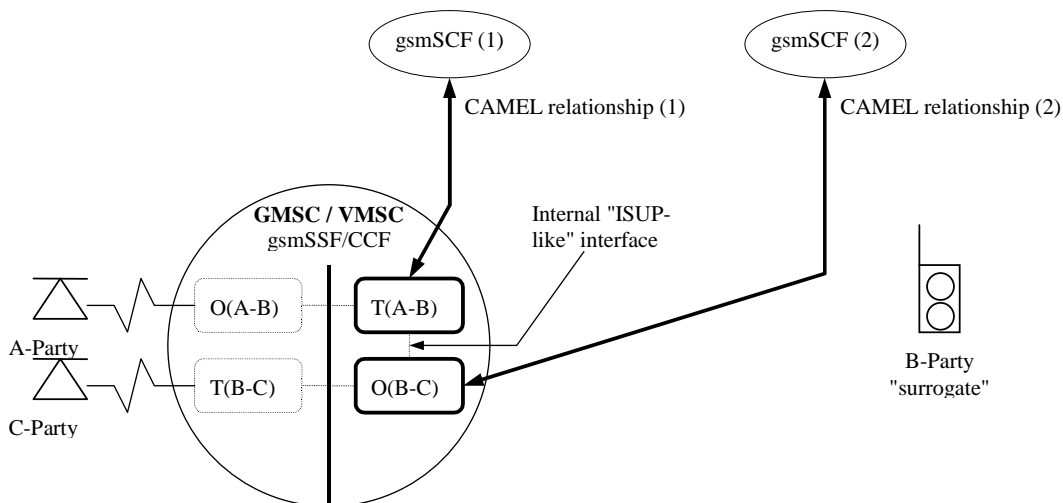 gsmSCF (1)
gsmSCF (2)
CAMEL relationship (1)
CAMEL relationship (2)
GMSC / VMSC
gsmSSF/CCF
Internal "ISUP-
like" interface
O(A-B)
T(A-B)
A-Party
T(B-C)
O(B-C)
C-Party
B-Party
"surrogate"